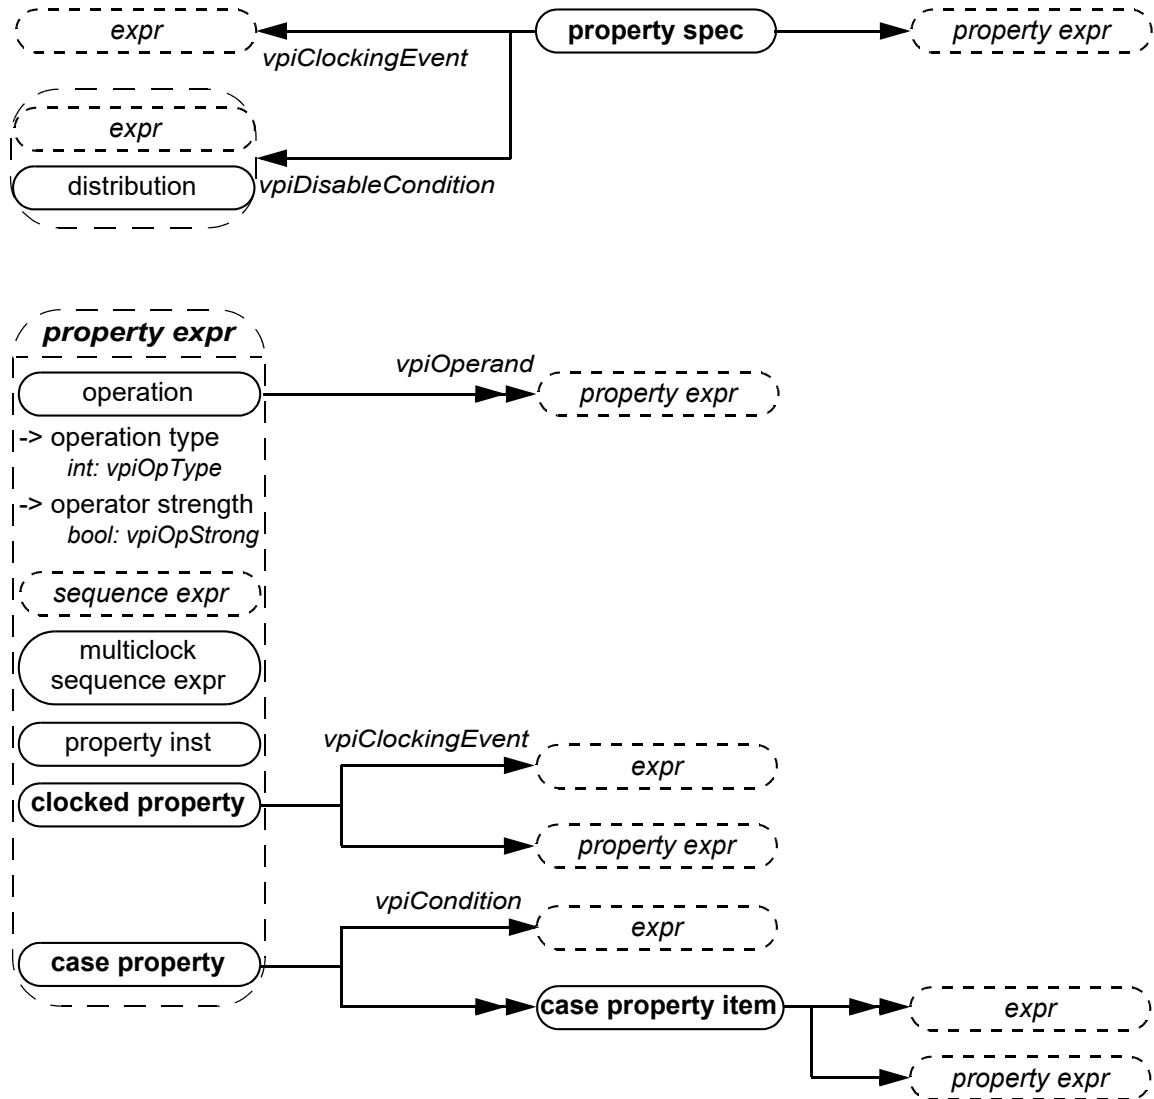 expr
property spec
property expr
vpiClockingEvent
expr
distribution
vpiDisableCondition
property expr
operation
vpiOperand
property expr
-> operation type
int: vpiOpType
-> operator strength
bool: vpiOpStrong
sequence expr
multiclock
sequence expr
property inst
vpiClockingEvent
expr
clocked property
property expr
vpiCondition
expr
case property
case property item
expr
property expr